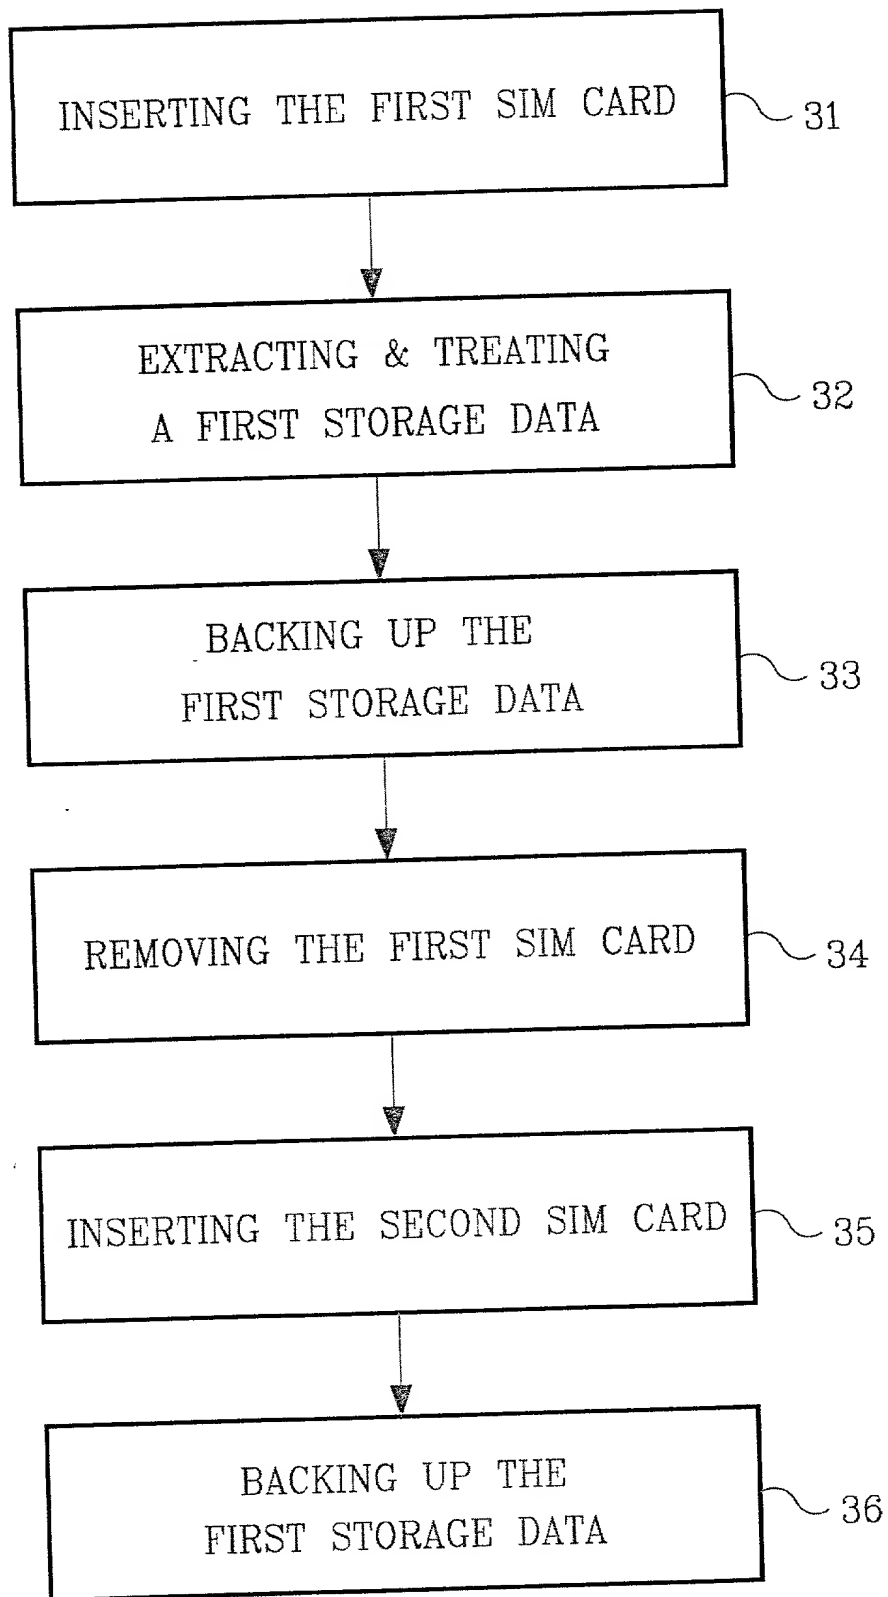 INSERTING THE FIRST SIM CARD
31
EXTRACTING & TREATING
A FIRST STORAGE DATA
32
BACKING UP THE
FIRST STORAGE DATA
33
REMOVING THE FIRST SIM CARD
34
INSERTING THE SECOND SIM CARD
35
BACKING UP THE
FIRST STORAGE DATA
36